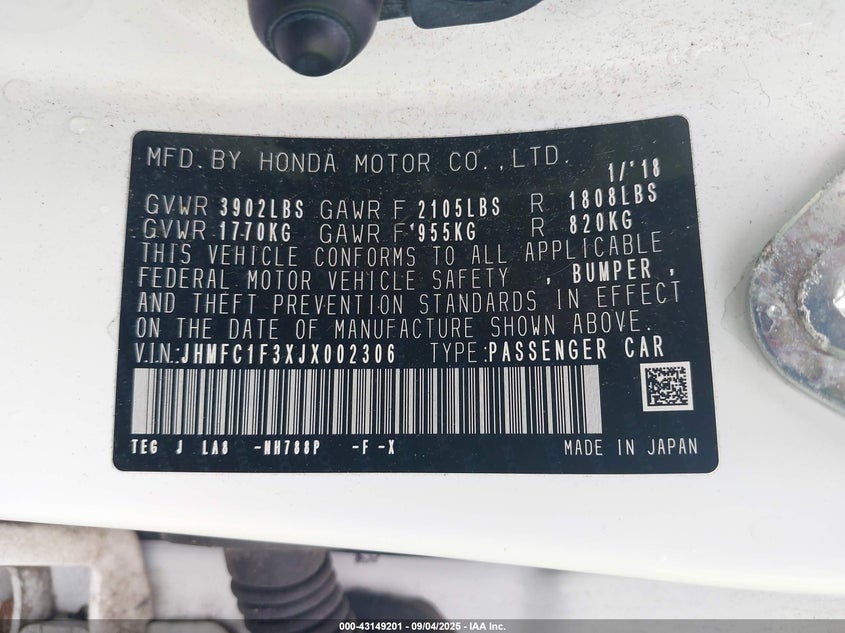 MFD. BY HONDA MOTOR CO., LTD. 1/'18
GVWR 3902LBS GAWR F 2105LBS R 1808LBS
GVWR 1770KG GAWR F 955KG R 820KG
THIS VEHICLE CONFORMS TO ALL APPLICABLE
FEDERAL MOTOR VEHICLE SAFETY , BUMPER ,
AND THEFT PREVENTION STANDARDS IN EFFECT
ON THE DATE OF MANUFACTURE SHOWN ABOVE.
V.I.N:JHMFC1F3XJX002306 TYPE:PASSENGER CAR
TEG J LA8 -NH788P -F -X MADE IN JAPAN
000-43149201 - 09/04/2025 - IAA Inc.